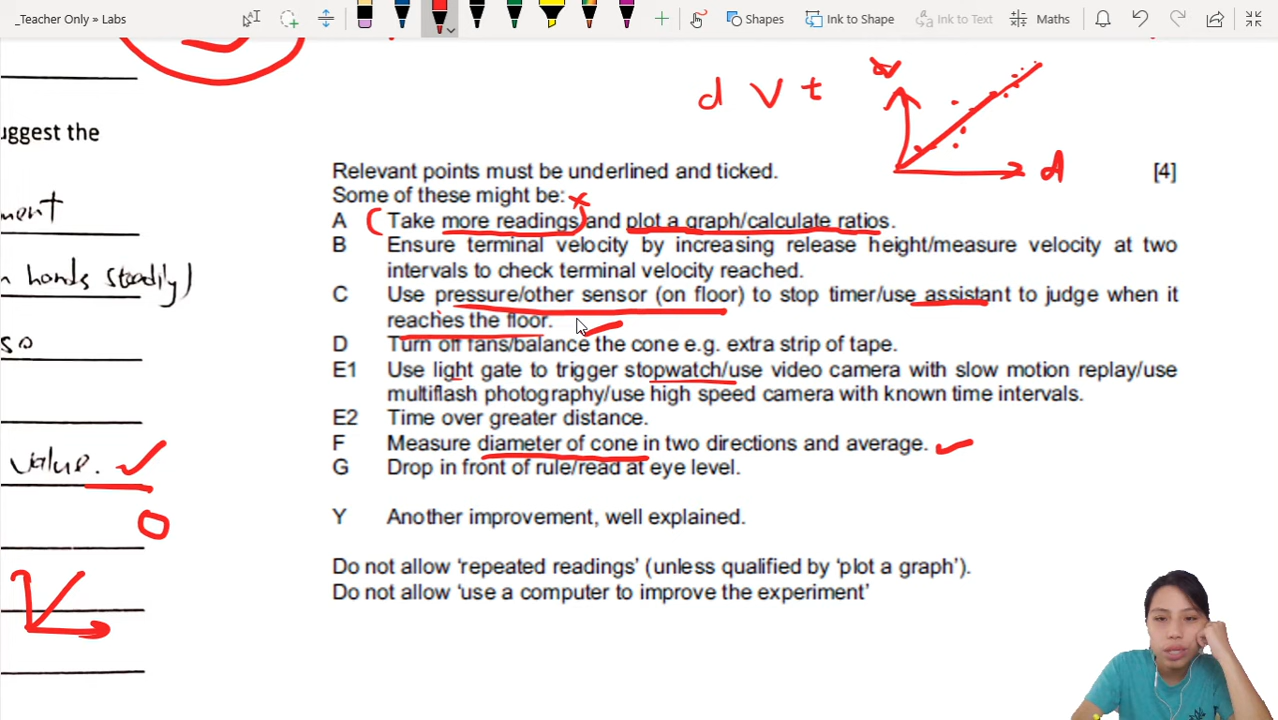 _Teacher Only » Labs
Shapes
Ink to Shape
Ink to Text
Maths
d V t
d
uggest the
ment
n hands steadily)
so
value.
Relevant points must be underlined and ticked. [4]
Some of these might be:
A Take more readings and plot a graph/calculate ratios.
B Ensure terminal velocity by increasing release height/measure velocity at two
intervals to check terminal velocity reached.
C Use pressure/other sensor (on floor) to stop timer/use assistant to judge when it
reaches the floor.
D Turn off fans/balance the cone e.g. extra strip of tape.
E1 Use light gate to trigger stopwatch/use video camera with slow motion replay/use
multiflash photography/use high speed camera with known time intervals.
E2 Time over greater distance.
F Measure diameter of cone in two directions and average.
G Drop in front of rule/read at eye level.
Y Another improvement, well explained.
Do not allow 'repeated readings' (unless qualified by 'plot a graph').
Do not allow 'use a computer to improve the experiment'